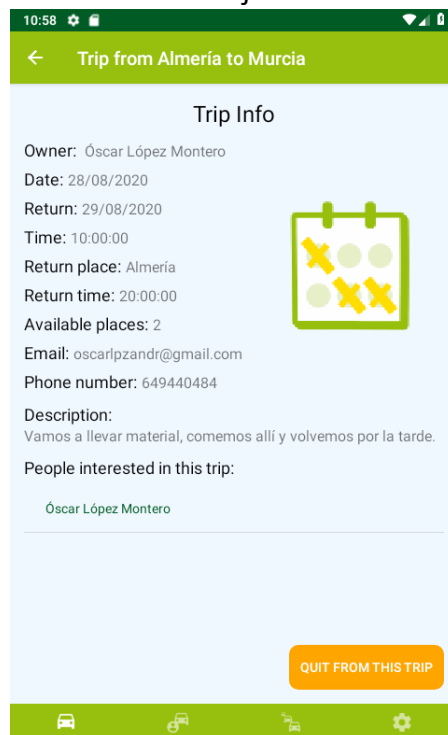 10:58
Trip from Almería to Murcia
Trip Info
Owner: Óscar López Montero
Date: 28/08/2020
Return: 29/08/2020
Time: 10:00:00
Return place: Almería
Return time: 20:00:00
Available places: 2
Email: oscarlpzandr@gmail.com
Phone number: 649440484
Description:
Vamos a llevar material, comemos allí y volvemos por la tarde.
People interested in this trip:
Óscar López Montero
QUIT FROM THIS TRIP